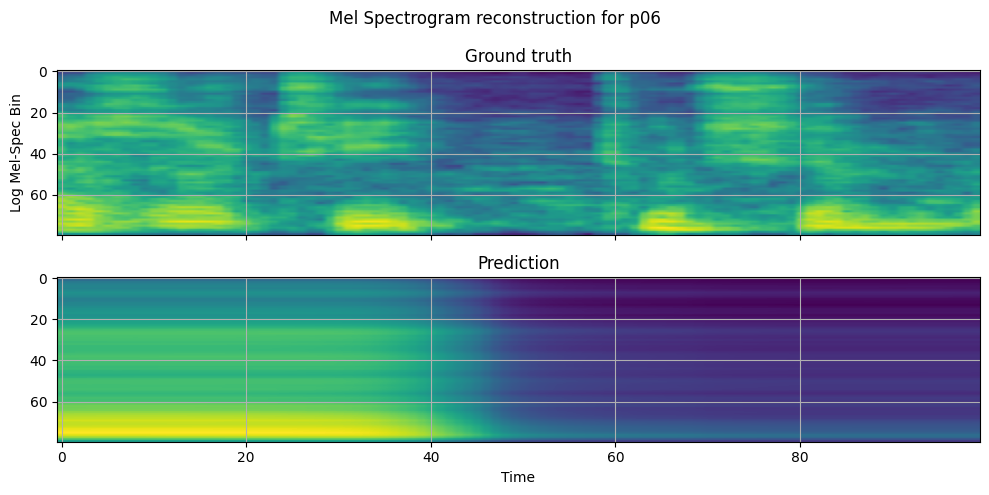 Mel Spectrogram reconstruction for p06
Ground truth
0
20
40
60
Log Mel-Spec Bin
Prediction
0
20
40
60
0 20 40 60 80
Time